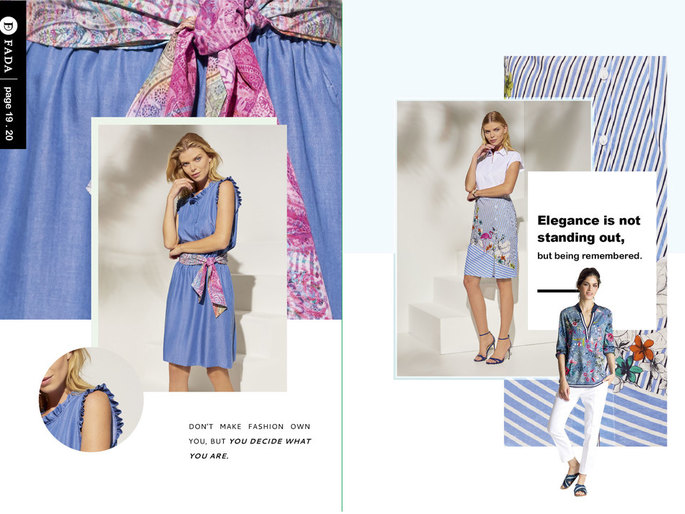 FADA
page 19 . 20
DON'T MAKE FASHION OWN
YOU, BUT YOU DECIDE WHAT
YOU ARE.
Elegance is not
standing out,
but being remembered.